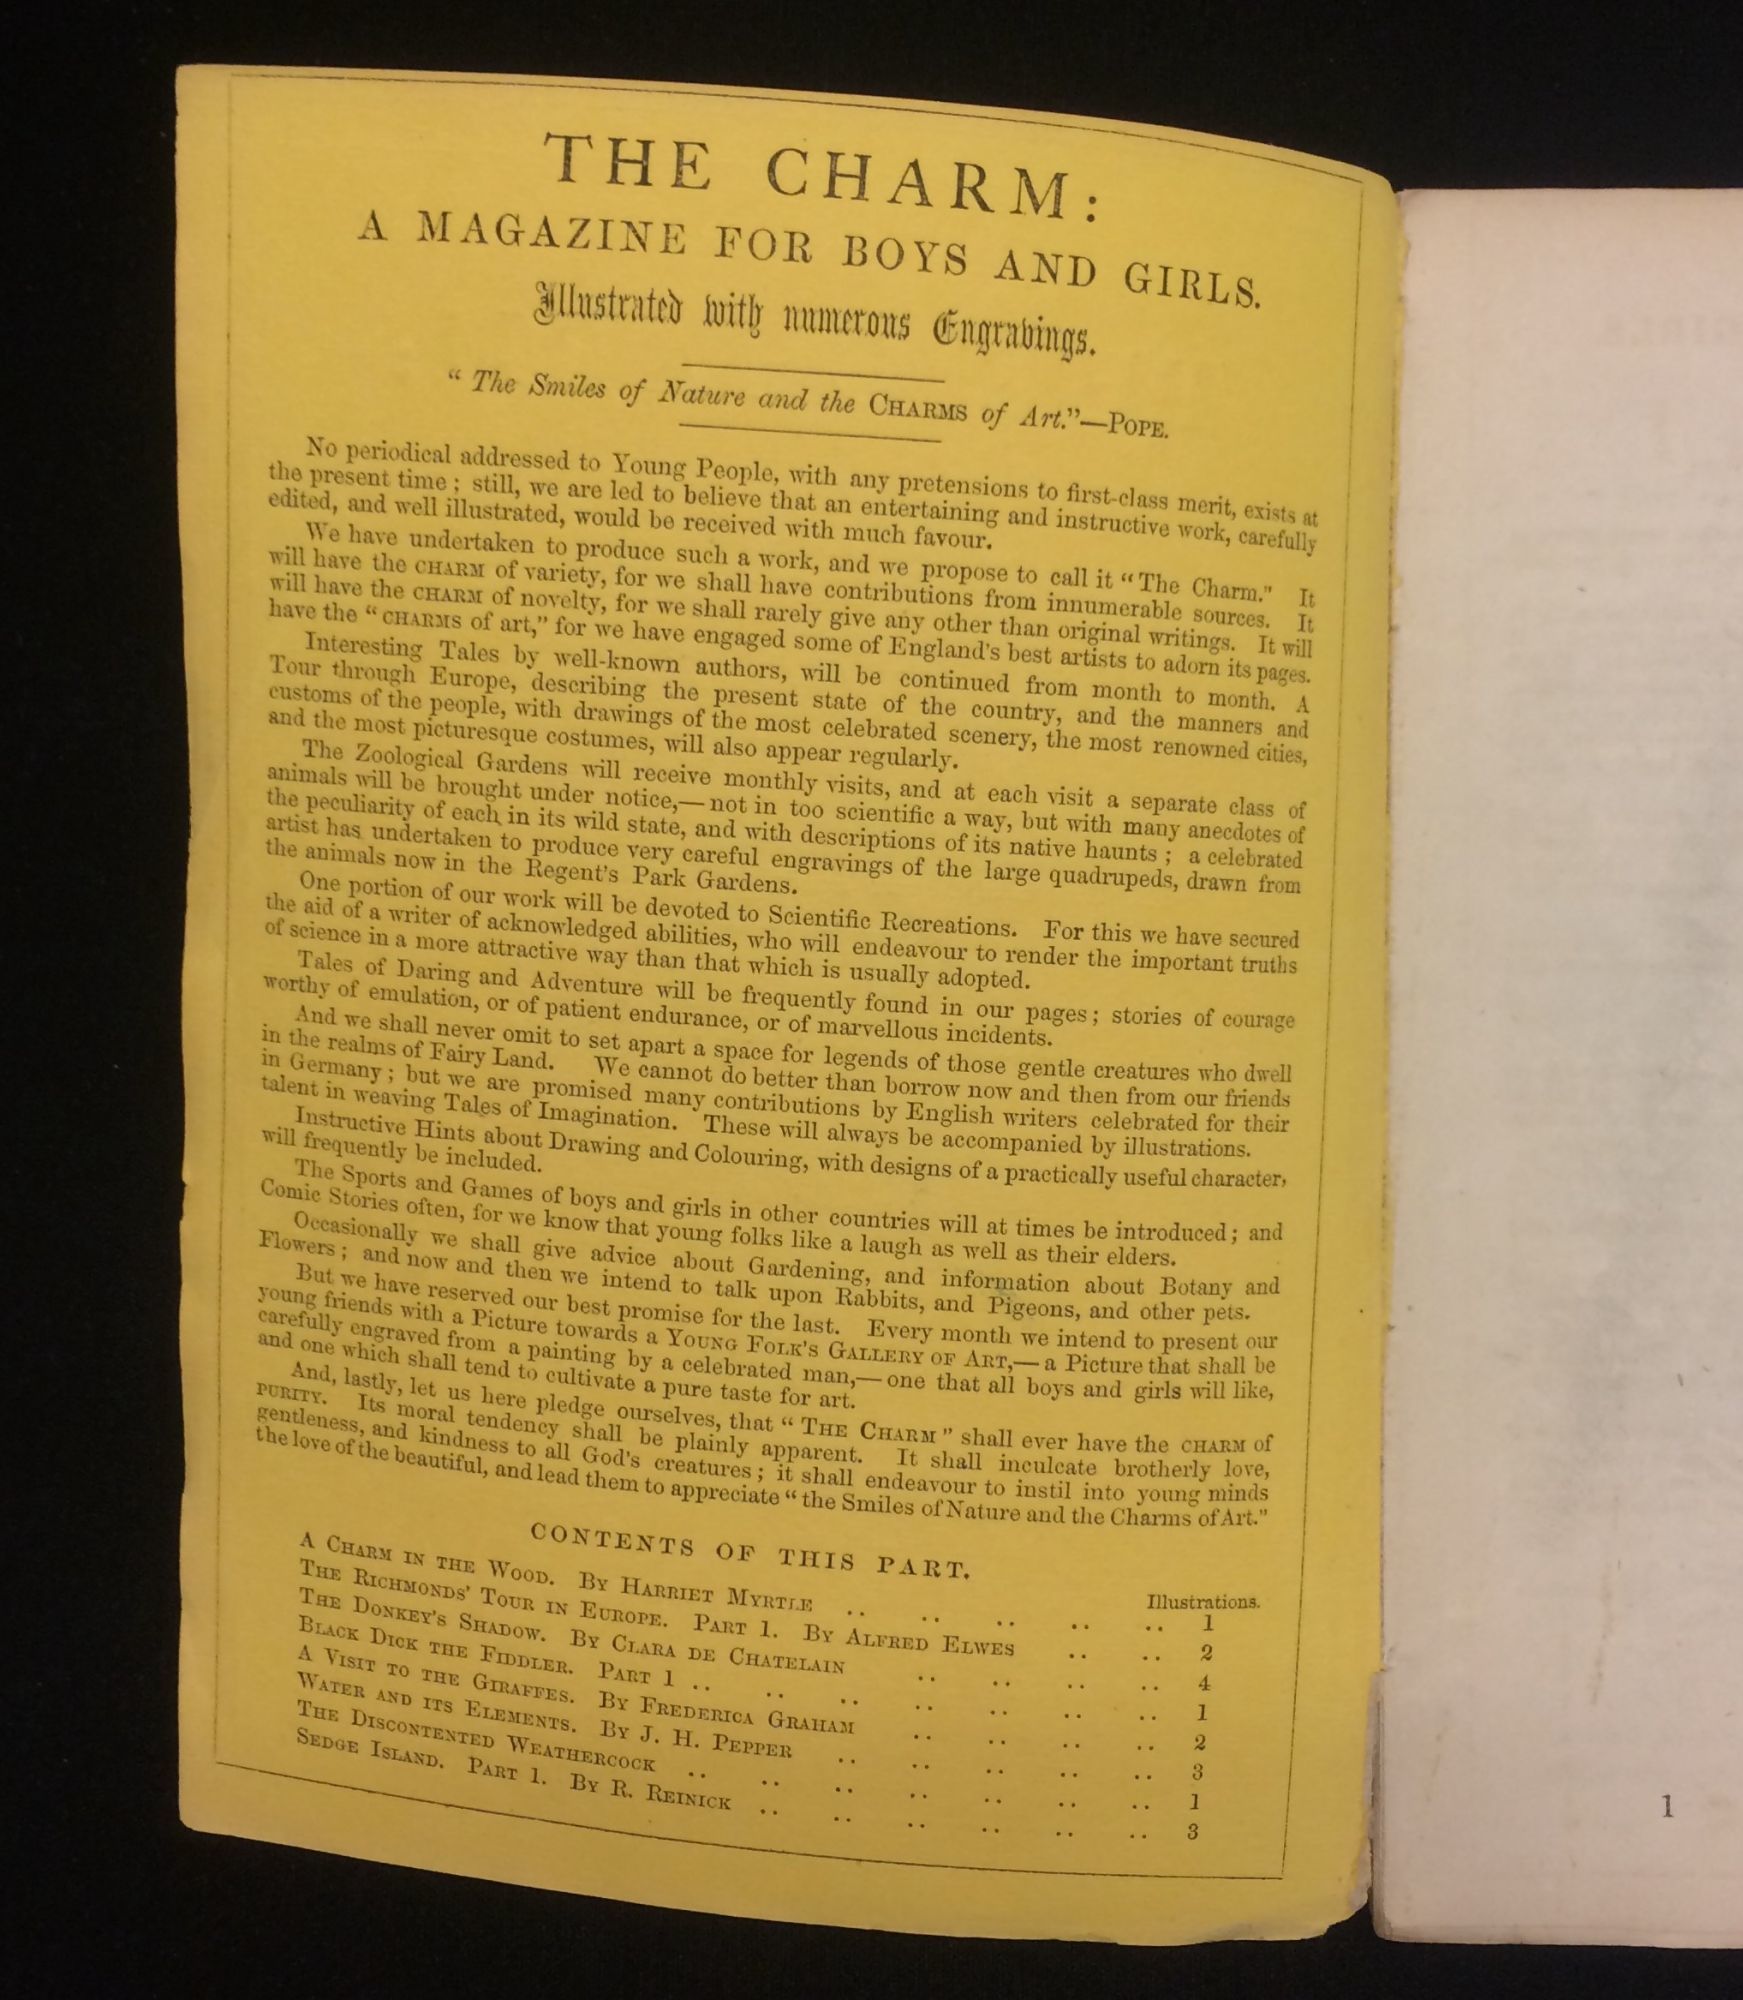 THE CHARM:
A MAGAZINE FOR BOYS AND GIRLS.
Illustrated with numerous Engravings.
"The Smiles of Nature and the CHARMS of Art."—POPE.
No periodical addressed to Young People, with any pretensions to first-class merit, exists at
the present time; still, we are led to believe that an entertaining and instructive work, carefully
edited, and well illustrated, would be received with much favour.
We have undertaken to produce such a work, and we propose to call it "The Charm." It
will have the CHARM of variety, for we shall have contributions from innumerable sources. It
will have the CHARM of novelty, for we shall rarely give any other than original writings. It will
have the "CHARMS of art," for we have engaged some of England's best artists to adorn its pages.
Interesting Tales by well-known authors, will be continued from month to month. A
Tour through Europe, describing the present state of the country, and the manners and
customs of the people, with drawings of the most celebrated scenery, the most renowned cities,
and the most picturesque costumes, will also appear regularly.
The Zoological Gardens will receive monthly visits, and at each visit a separate class of
animals will be brought under notice,—not in too scientific a way, but with many anecdotes of
the peculiarity of each in its wild state, and with descriptions of its native haunts; a celebrated
artist has undertaken to produce very careful engravings of the large quadrupeds, drawn from
the animals now in the Regent's Park Gardens.
One portion of our work will be devoted to Scientific Recreations. For this we have secured
the aid of a writer of acknowledged abilities, who will endeavour to render the important truths
of science in a more attractive way than that which is usually adopted.
Tales of Daring and Adventure will be frequently found in our pages; stories of courage
worthy of emulation, or of patient endurance, or of marvellous incidents.
And we shall never omit to set apart a space for legends of those gentle creatures who dwell
in the realms of Fairy Land. We cannot do better than borrow now and then from our friends
in Germany; but we are promised many contributions by English writers celebrated for their
talent in weaving Tales of Imagination. These will always be accompanied by illustrations.
Instructive Hints about Drawing and Colouring, with designs of a practically useful character,
will frequently be included.
The Sports and Games of boys and girls in other countries will at times be introduced; and
Comic Stories often, for we know that young folks like a laugh as well as their elders.
Occasionally we shall give advice about Gardening, and information about Botany and
Flowers; and now and then we intend to talk upon Rabbits, and Pigeons, and other pets.
But we have reserved our best promise for the last. Every month we intend to present our
young friends with a Picture towards a YOUNG FOLK'S GALLERY OF ART,—a Picture that shall be
carefully engraved from a painting by a celebrated man,—one that all boys and girls will like,
and one which shall tend to cultivate a pure taste for art.
And, lastly, let us here pledge ourselves, that "THE CHARM" shall ever have the CHARM of
PURITY. Its moral tendency shall be plainly apparent. It shall inculcate brotherly love,
gentleness, and kindness to all God's creatures; it shall endeavour to instil into young minds
the love of the beautiful, and lead them to appreciate "the Smiles of Nature and the Charms of Art."
CONTENTS OF THIS PART.
Illustrations.
A CHARM IN THE WOOD. BY HARRIET MYRTLE .. .. .. .. .. 1
THE RICHMONDS' TOUR IN EUROPE. PART 1. BY ALFRED ELWES .. .. 2
THE DONKEY'S SHADOW. BY CLARA DE CHATELAIN .. .. .. .. 4
BLACK DICK THE FIDDLER. PART 1 .. .. .. .. .. .. .. 1
A VISIT TO THE GIRAFFES. BY FREDERICA GRAHAM .. .. .. .. 2
WATER AND ITS ELEMENTS. BY J. H. PEPPER .. .. .. .. .. 3
THE DISCONTENTED WEATHERCOCK .. .. .. .. .. .. .. 1
SEDGE ISLAND. PART 1. BY R. REINICK .. .. .. .. .. .. 3
1